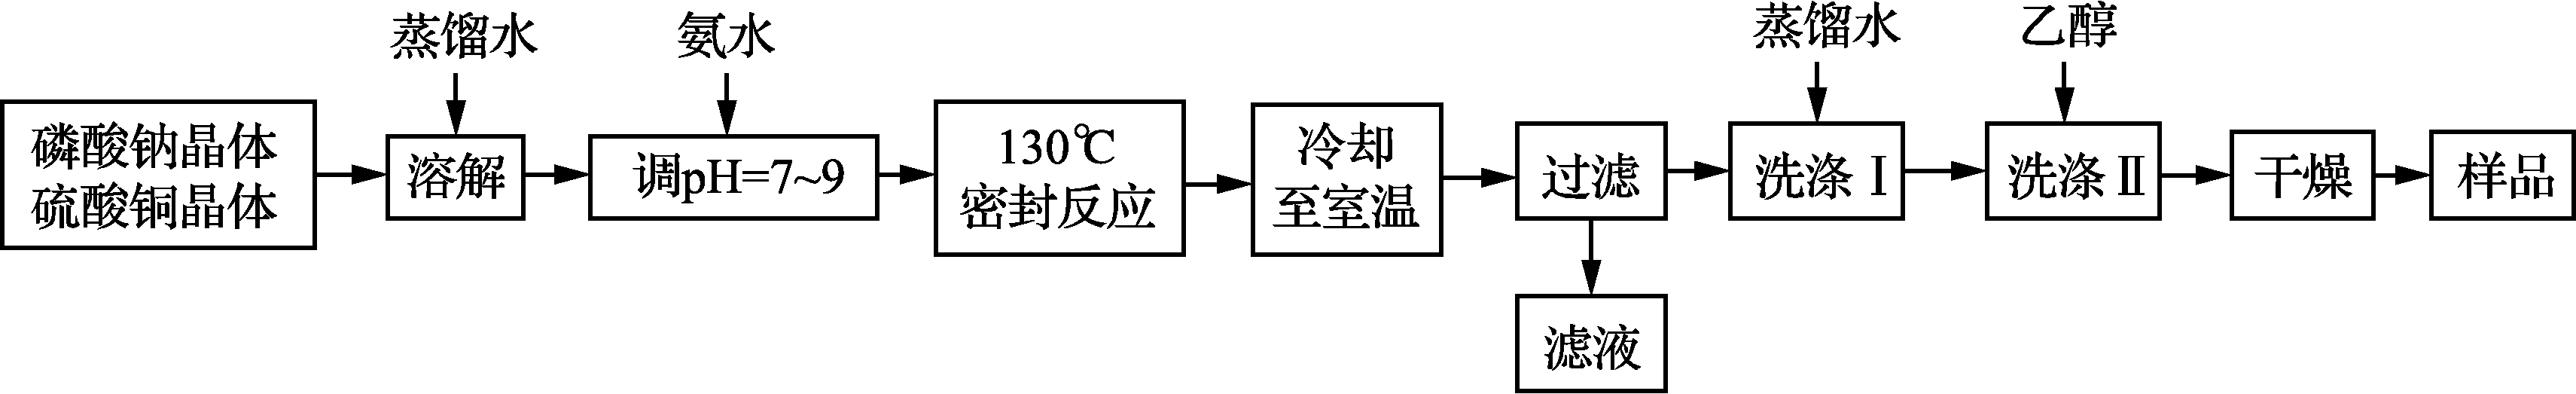 蒸馏水
氨水
蒸馏水
乙醇
磷酸钠晶体
硫酸铜晶体
溶解
调pH=7~9
130℃
密封反应
冷却
至室温
过滤
洗涤Ⅰ
洗涤Ⅱ
干燥
样品
滤液